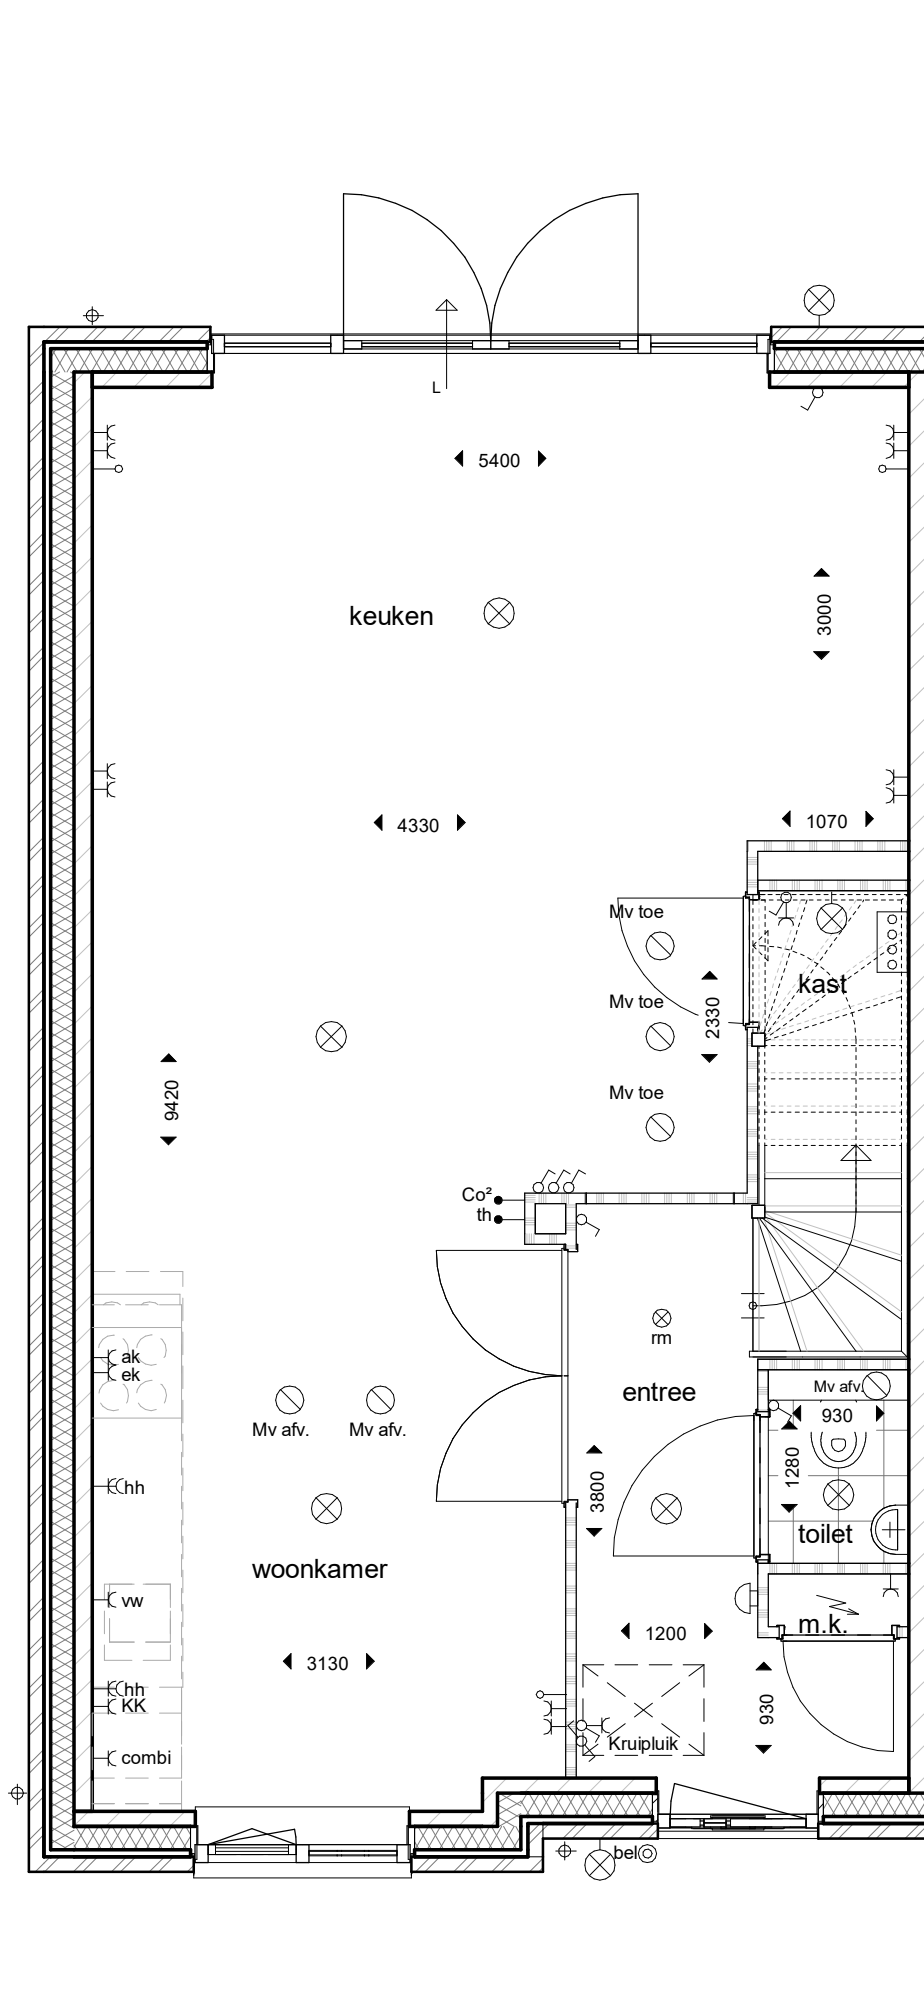 L
5400
3000
keuken
4330
1070
Mv toe
kast
Mv toe
2330
9420
Mv toe
Co²
th
rm
ak
ek
entree
Mv afv.
930
Mv afv.
Mv afv.
1280
3800
hh
toilet
woonkamer
vw
m.k.
1200
3130
hh
KK
930
Kruipluik
combi
bel